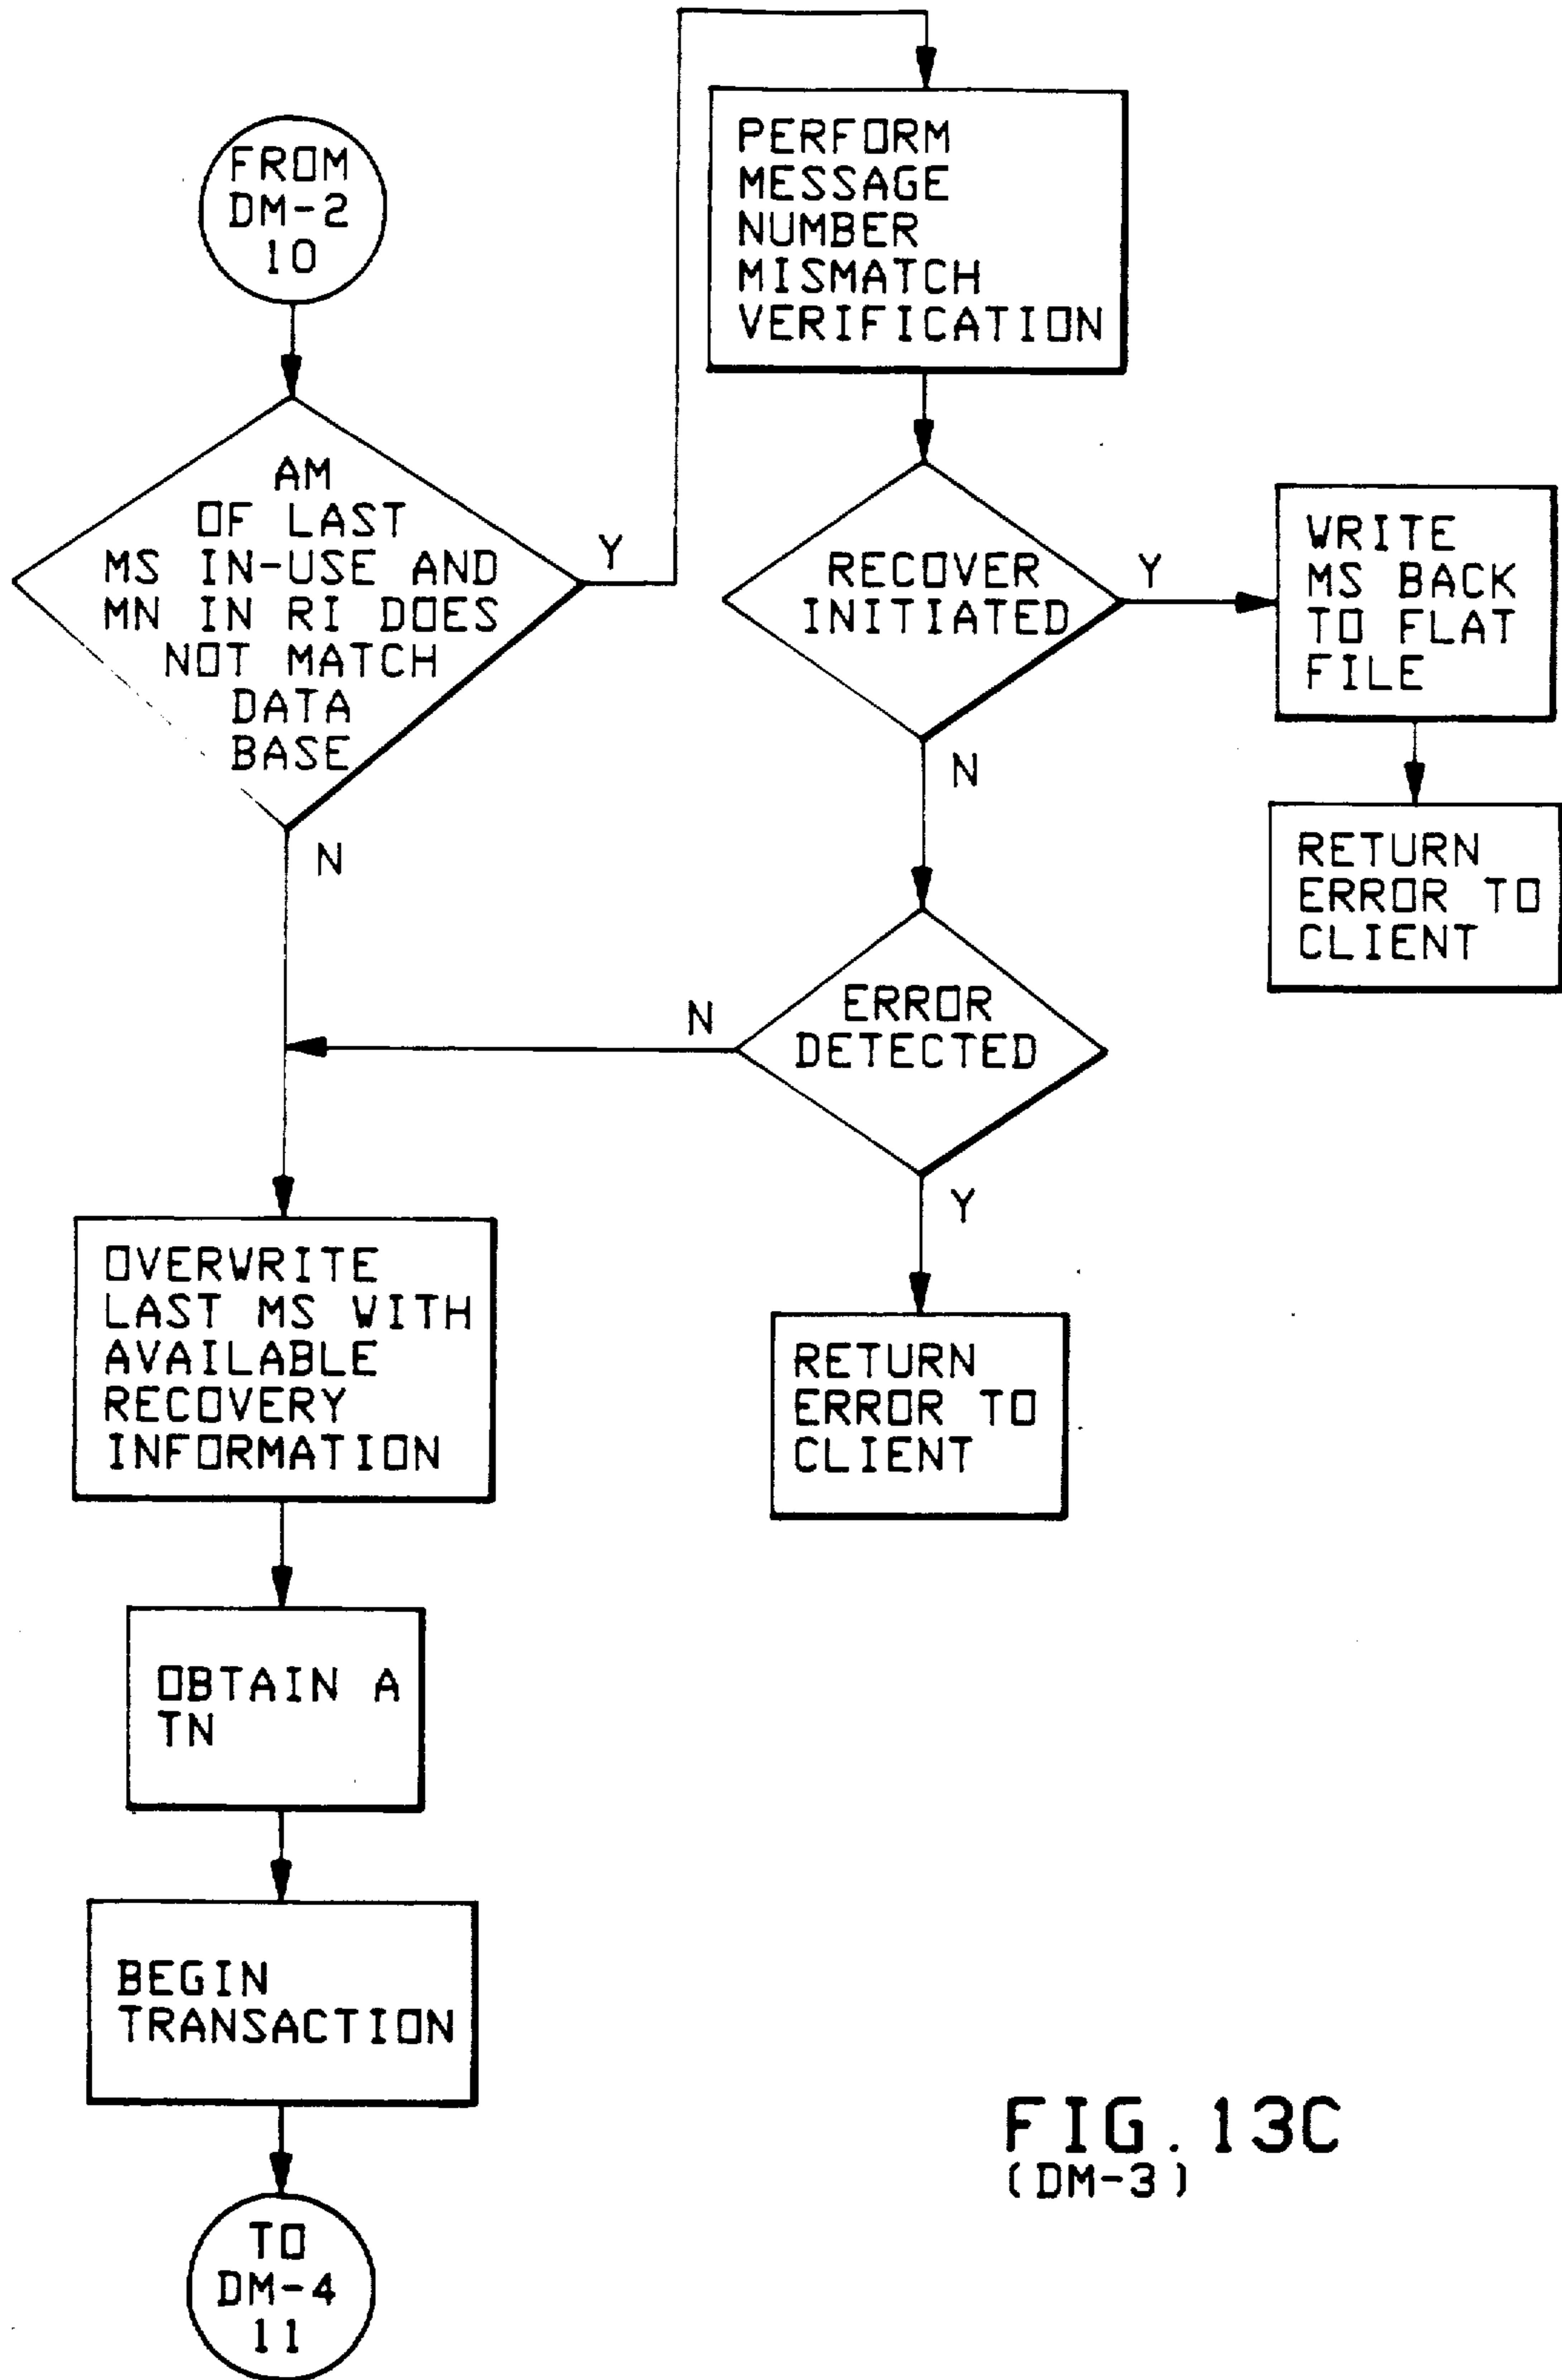 FROM
DM-2
10
AM
OF LAST
MS IN-USE AND
MN IN RI DOES
NOT MATCH
DATA
BASE
Y
N
PERFORM
MESSAGE
NUMBER
MISMATCH
VERIFICATION
RECOVER
INITIATED
Y
N
WRITE
MS BACK
TO FLAT
FILE
RETURN
ERROR TO
CLIENT
ERROR
DETECTED
N
Y
RETURN
ERROR TO
CLIENT
OVERWRITE
LAST MS WITH
AVAILABLE
RECOVERY
INFORMATION
OBTAIN A
TN
BEGIN
TRANSACTION
TO
DM-4
11
FIG. 13C
(DM-3)